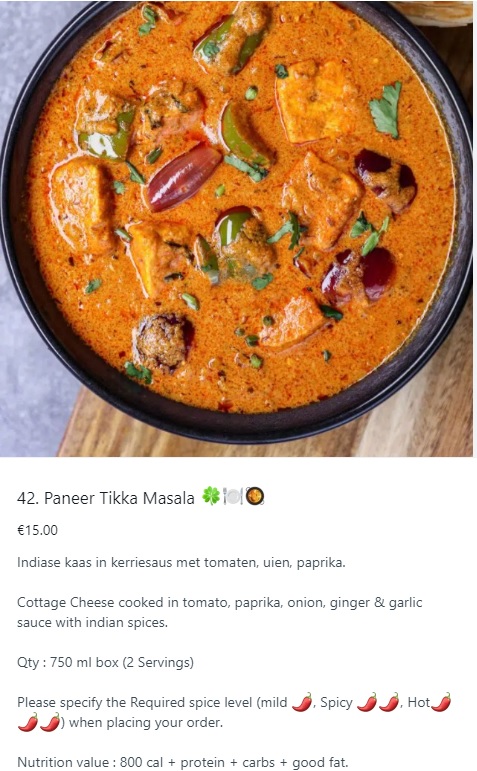 42. Paneer Tikka Masala 🍀🍽️🥘
€15.00
Indiase kaas in kerriesaus met tomaten, uien, paprika.
Cottage Cheese cooked in tomato, paprika, onion, ginger & garlic
sauce with indian spices.
Qty : 750 ml box (2 Servings)
Please specify the Required spice level (mild 🌶️, Spicy 🌶️🌶️, Hot🌶️
🌶️🌶️) when placing your order.
Nutrition value : 800 cal + protein + carbs + good fat.